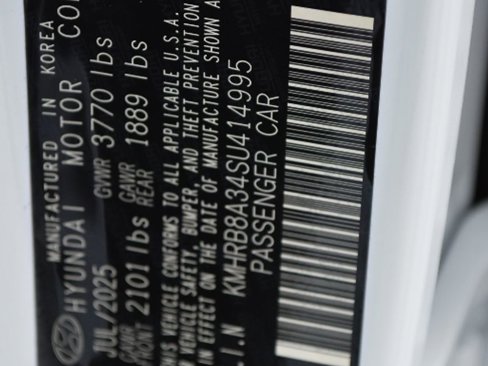 MANUFACTURED IN KOREA
HYUNDAI MOTOR CO
JUL/2025 GVWR 3770 lbs
GAWR FRONT 2101 lbs GAWR REAR 1889 lbs
THIS VEHICLE CONFORMS TO ALL APPLICABLE U.S.A.
VEHICLE SAFETY, BUMPER, AND THEFT PREVENTION
IN EFFECT ON THE DATE OF MANUFACTURE SHOWN A
V.I.N KMHRB8A34SU414995
PASSENGER CAR